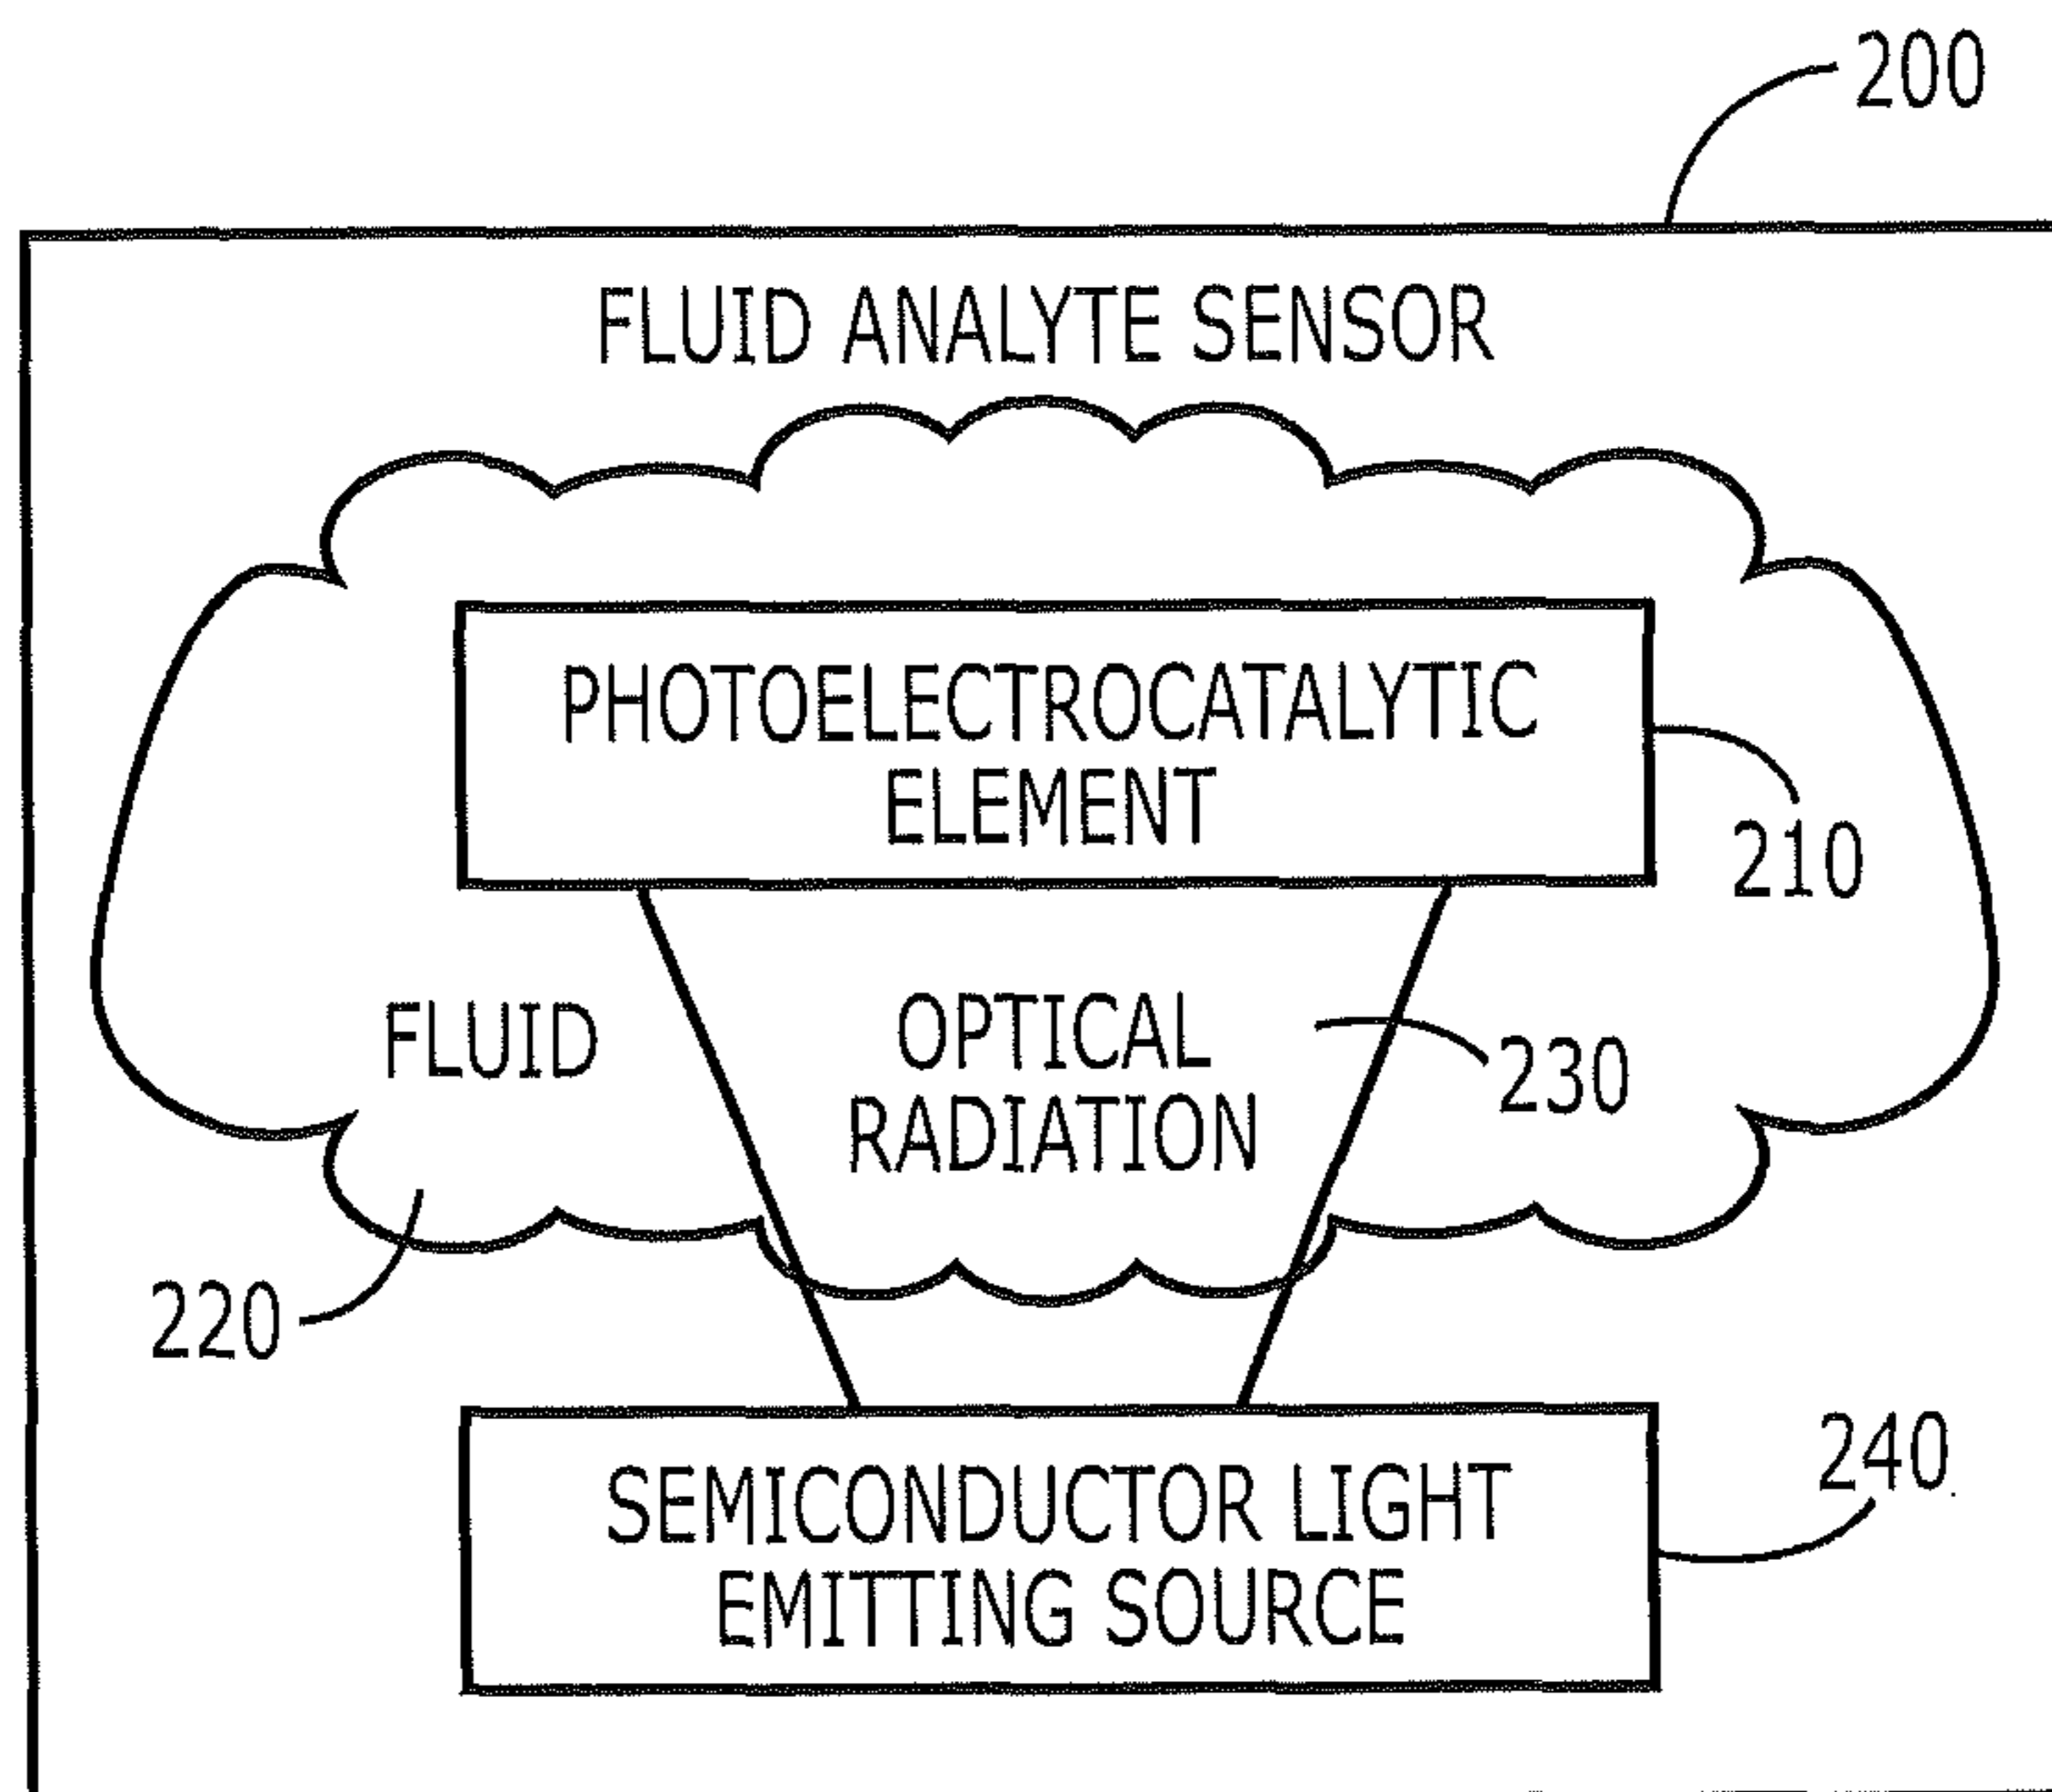 200
FLUID ANALYTE SENSOR
PHOTOELECTROCATALYTIC
ELEMENT
210
FLUID
OPTICAL
RADIATION
230
220
240
SEMICONDUCTOR LIGHT
EMITTING SOURCE